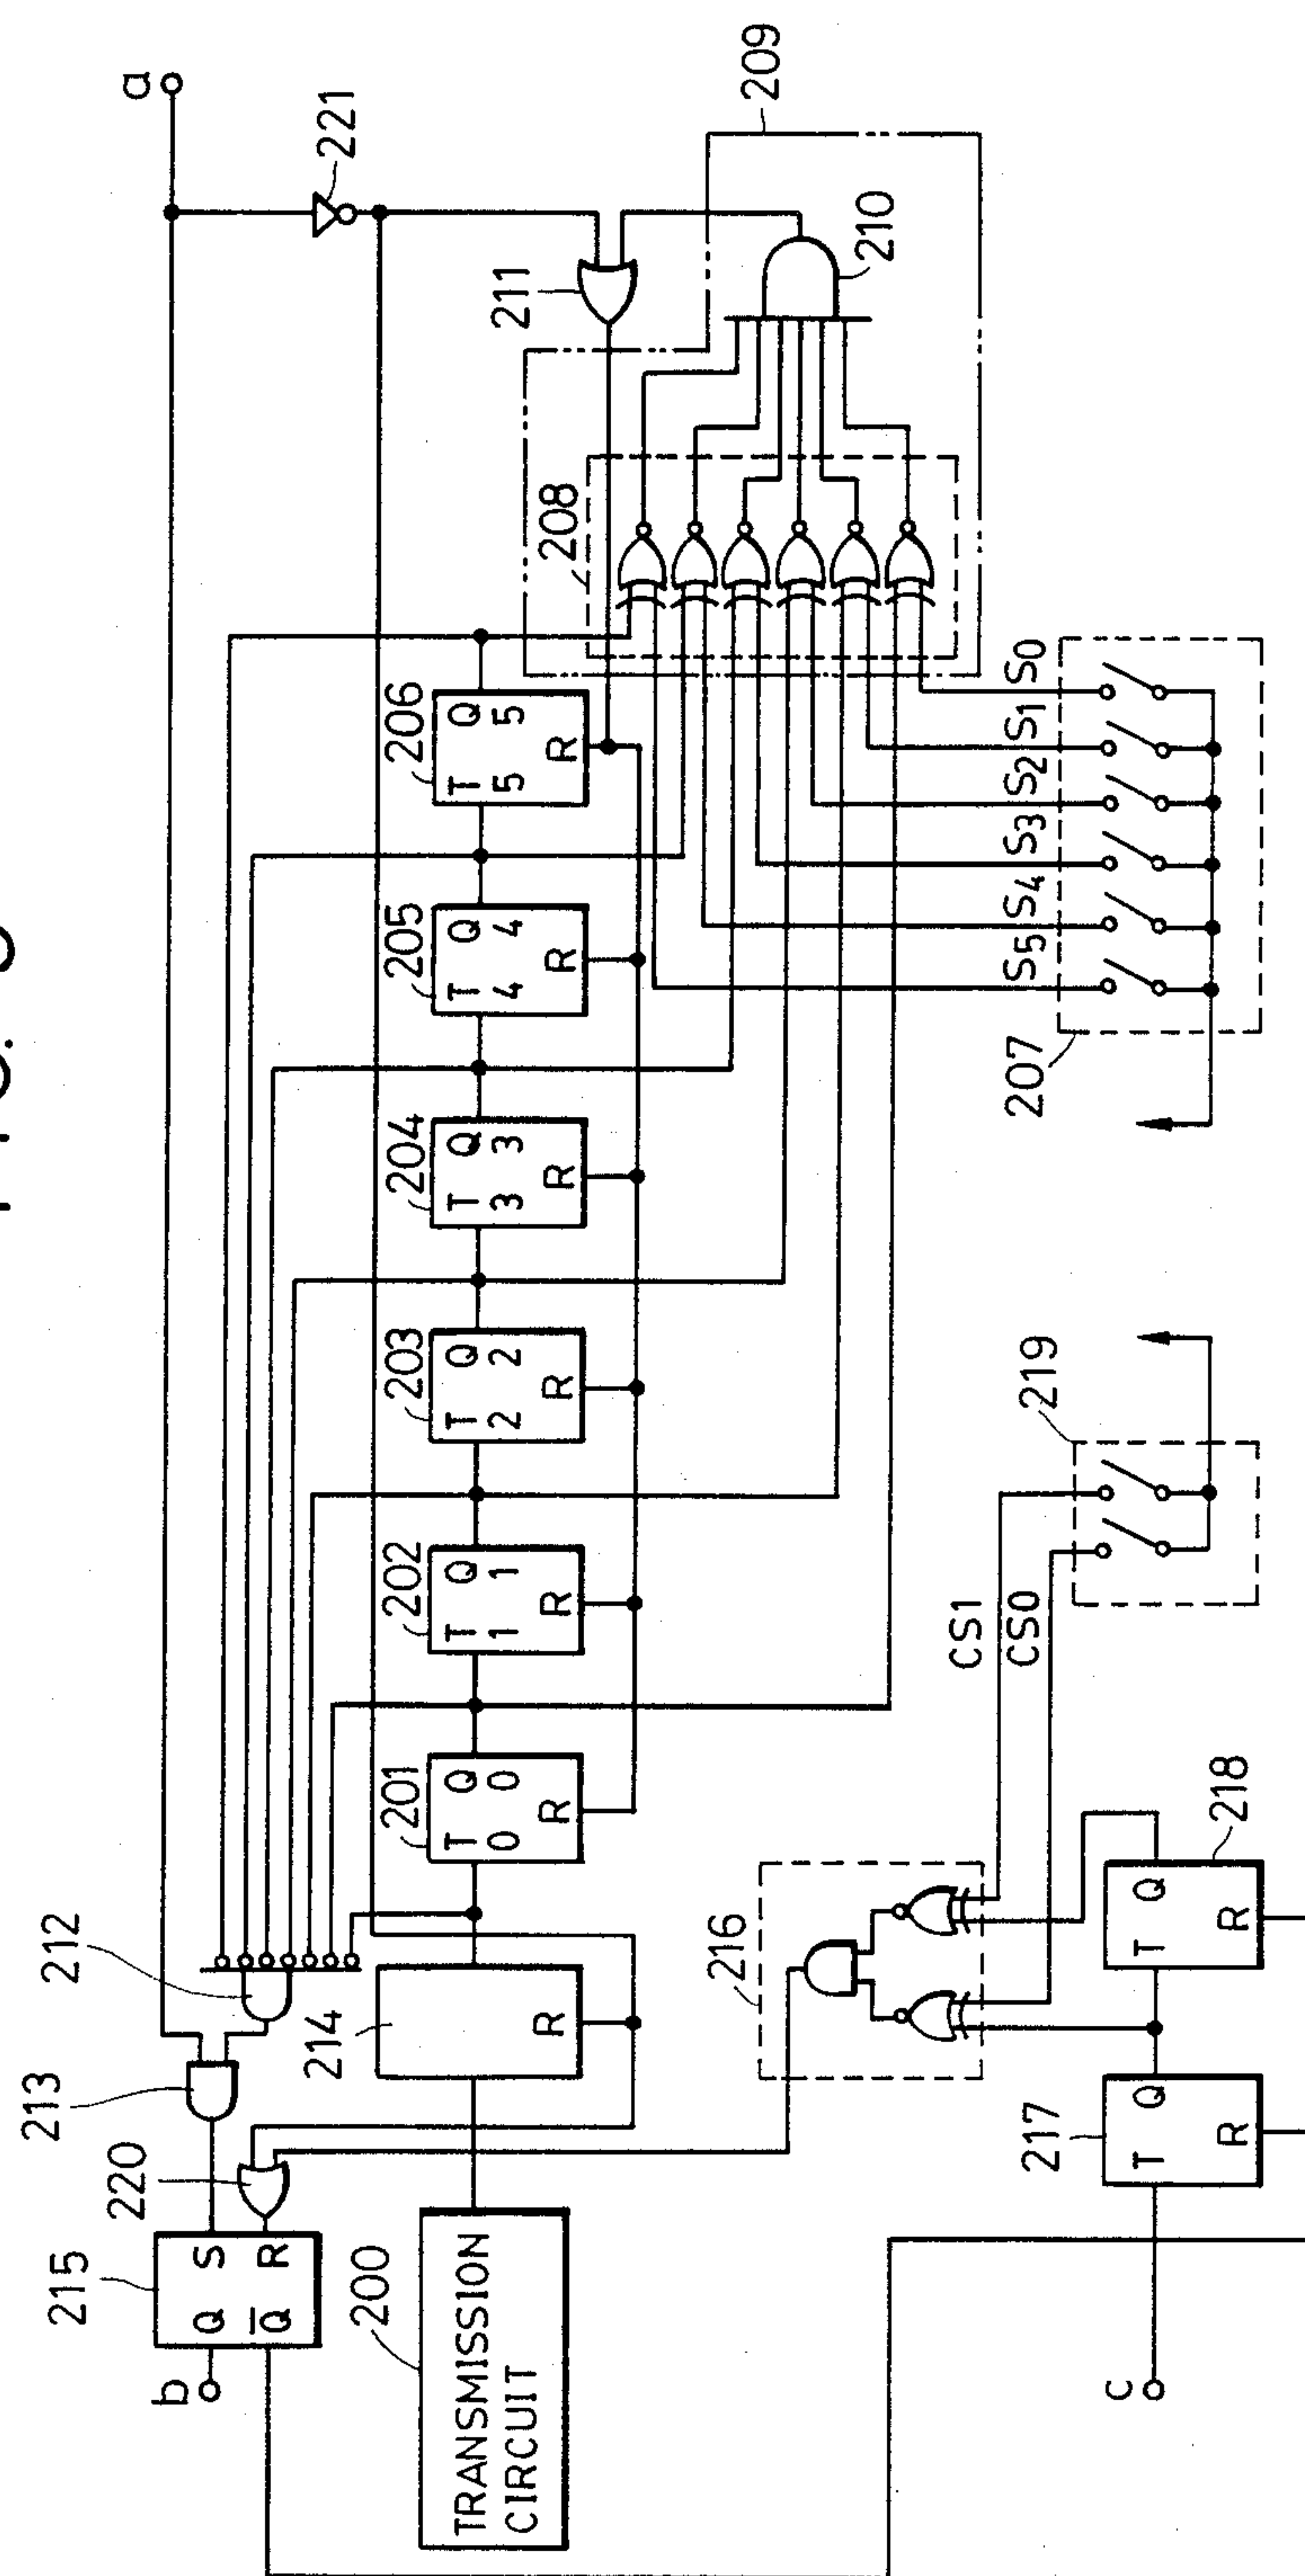 a
221
209
211
210
208
206
T Q
5 5
R
205
T Q
4 4
R
204
T Q
3 3
R
203
T Q
2 2
R
202
T Q
1 1
R
201
T Q
0 0
R
S5 S4 S3 S2 S1 S0
207
219
CS1
CS0
212
213
214
R
216
218
T Q
R
217
T Q
R
220
215
Q S
Q̅ R
b
200
TRANSMISSION
CIRCUIT
c